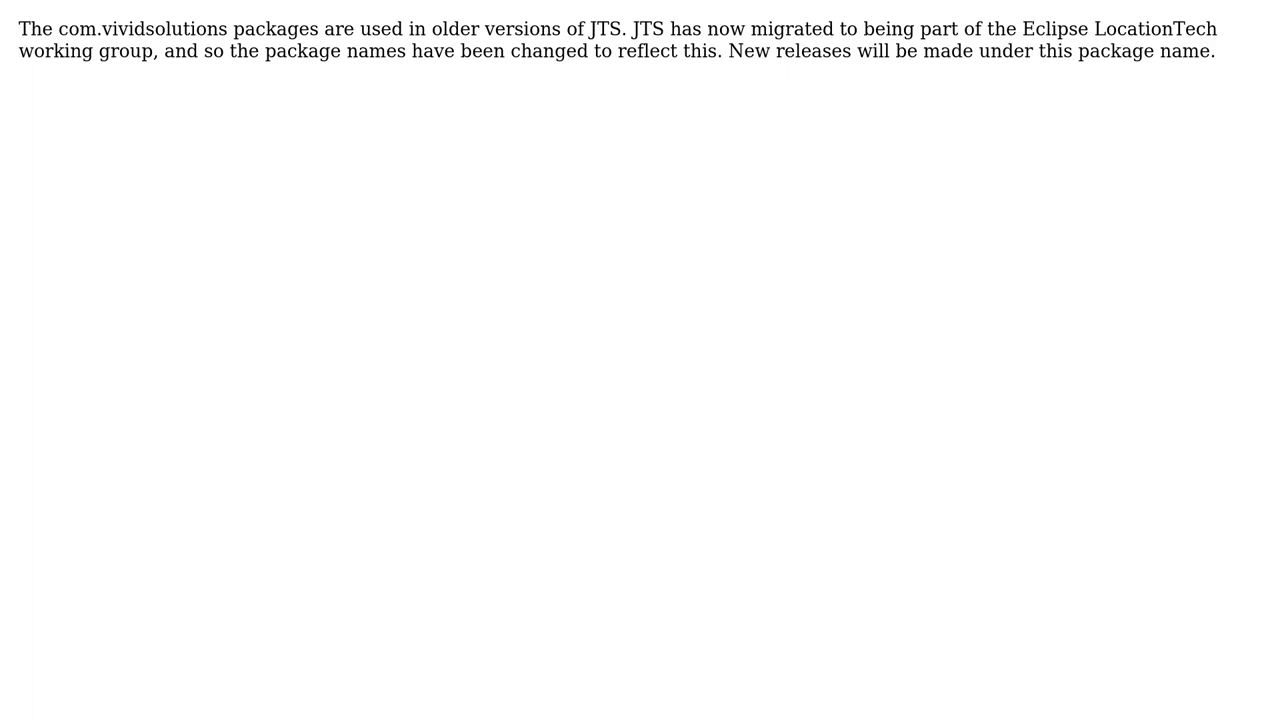 The com.vividsolutions packages are used in older versions of JTS. JTS has now migrated to being part of the Eclipse LocationTech
working group, and so the package names have been changed to reflect this. New releases will be made under this package name.